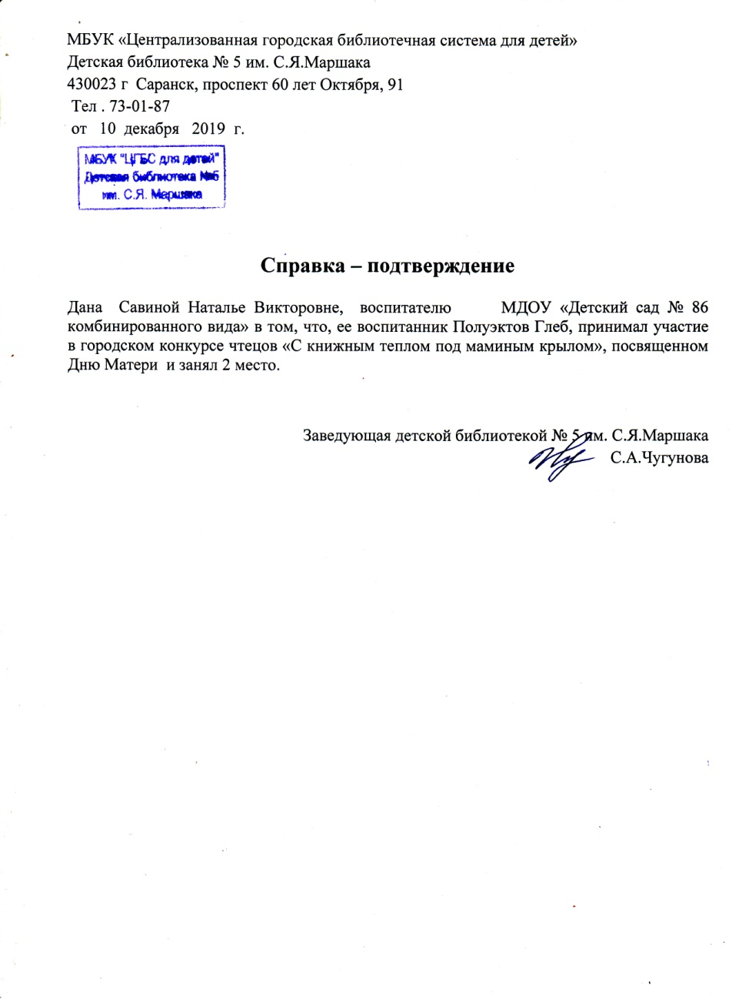 МБУК «Централизованная городская библиотечная система для детей»
Детская библиотека № 5 им. С.Я.Маршака
430023 г Саранск, проспект 60 лет Октября, 91
Тел . 73-01-87
от 10 декабря 2019 г.
МБУК "ЦГБС для детей"
Детская библиотека №5
им. С.Я. Маршака
Справка – подтверждение
Дана Савиной Наталье Викторовне, воспитателю МДОУ «Детский сад № 86
комбинированного вида» в том, что, ее воспитанник Полуэктов Глеб, принимал участие
в городском конкурсе чтецов «С книжным теплом под маминым крылом», посвященном
Дню Матери и занял 2 место.
Заведующая детской библиотекой № 5 им. С.Я.Маршака
С.А.Чугунова